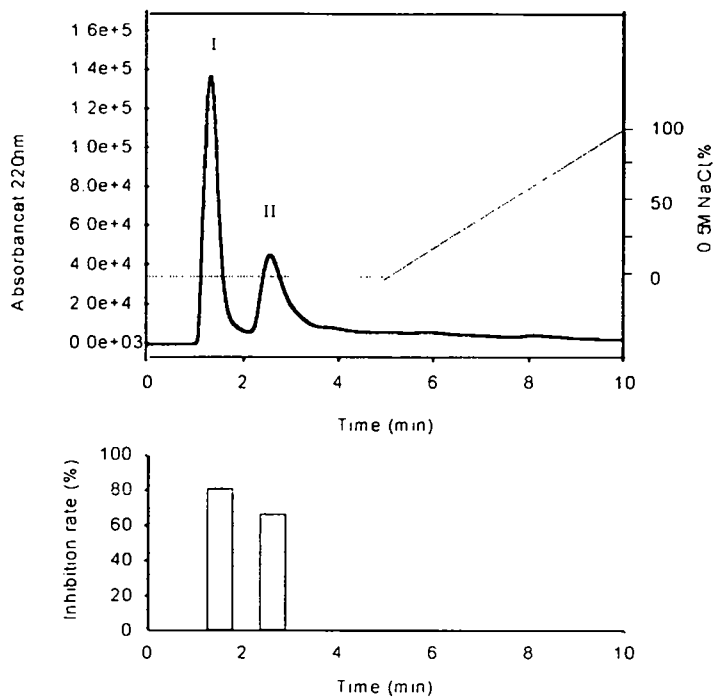 1 6e+5
I
1 4e+5
1 2e+5
1 0e+5
8 0e+4
6 0e+4
4 0e+4
2 0e+4
0 0e+03
Absorbancat 220nm
II
100
50
0
0 5M NaCl(%
0 2 4 6 8 10
Time (min)
100
80
60
40
20
0
Inhibition rate (%)
0 2 4 6 8 10
Time (min)